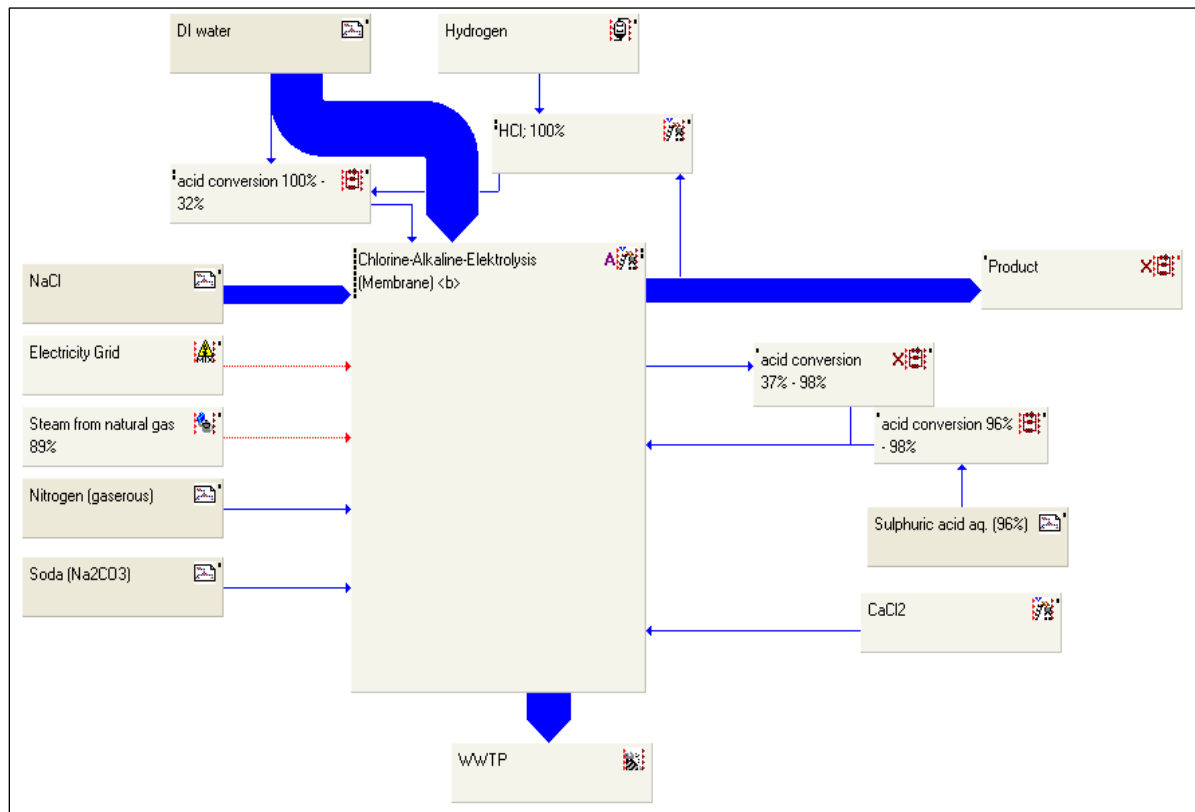 DI water
Hydrogen
HCl; 100%
acid conversion 100% -
32%
Chlorine-Alkaline-Elektrolysis
(Membrane) <b>
A
NaCl
Product
X
Electricity Grid
MIX
acid conversion
37% - 98%
X
Steam from natural gas
89%
acid conversion 96%
- 98%
Nitrogen (gaserous)
Sulphuric acid aq. (96%)
Soda (Na2CO3)
CaCl2
WWTP